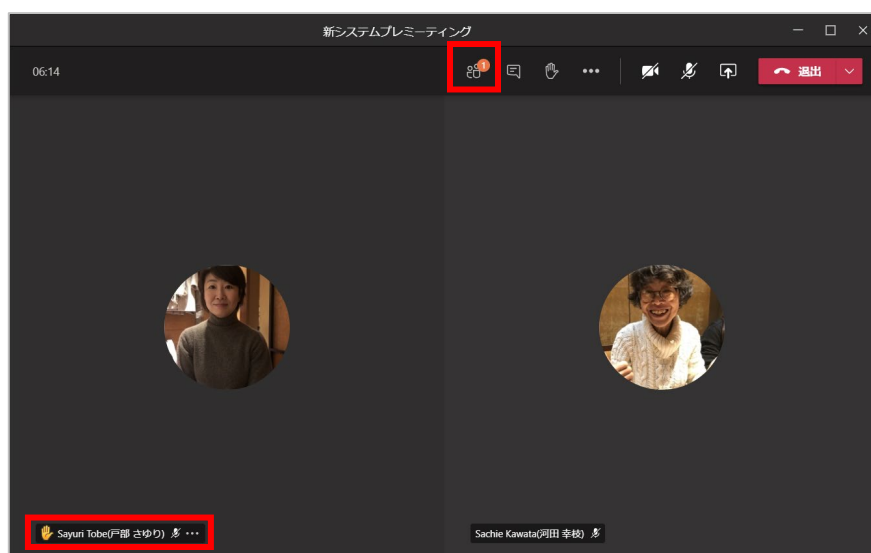 新システムプレミーティング
06:14
1
退出
Sayuri Tobe(戸部 さゆり)
Sachie Kawata(河田 幸枝)